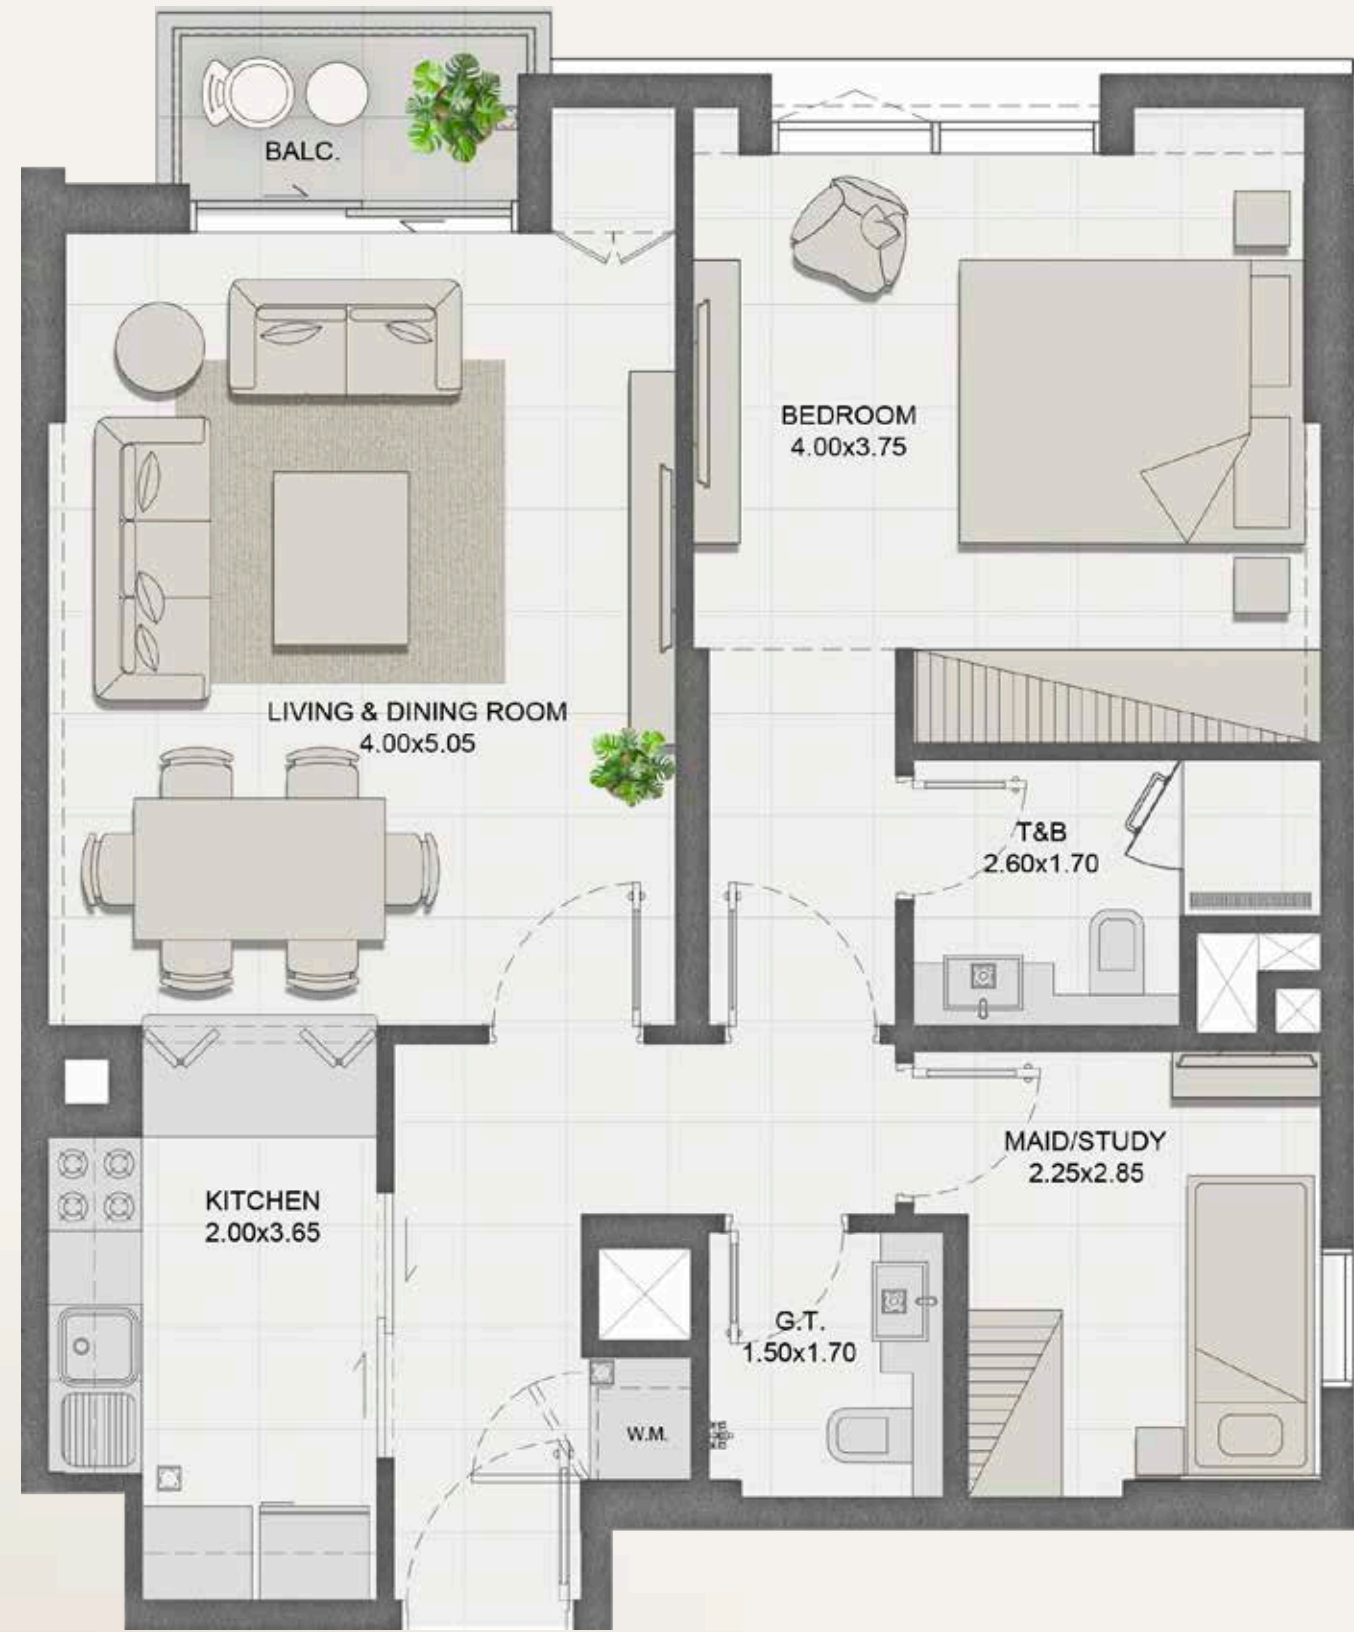 BALC.
BEDROOM
4.00x3.75
LIVING & DINING ROOM
4.00x5.05
T&B
2.60x1.70
MAID/STUDY
2.25x2.85
KITCHEN
2.00x3.65
G.T.
1.50x1.70
W.M.